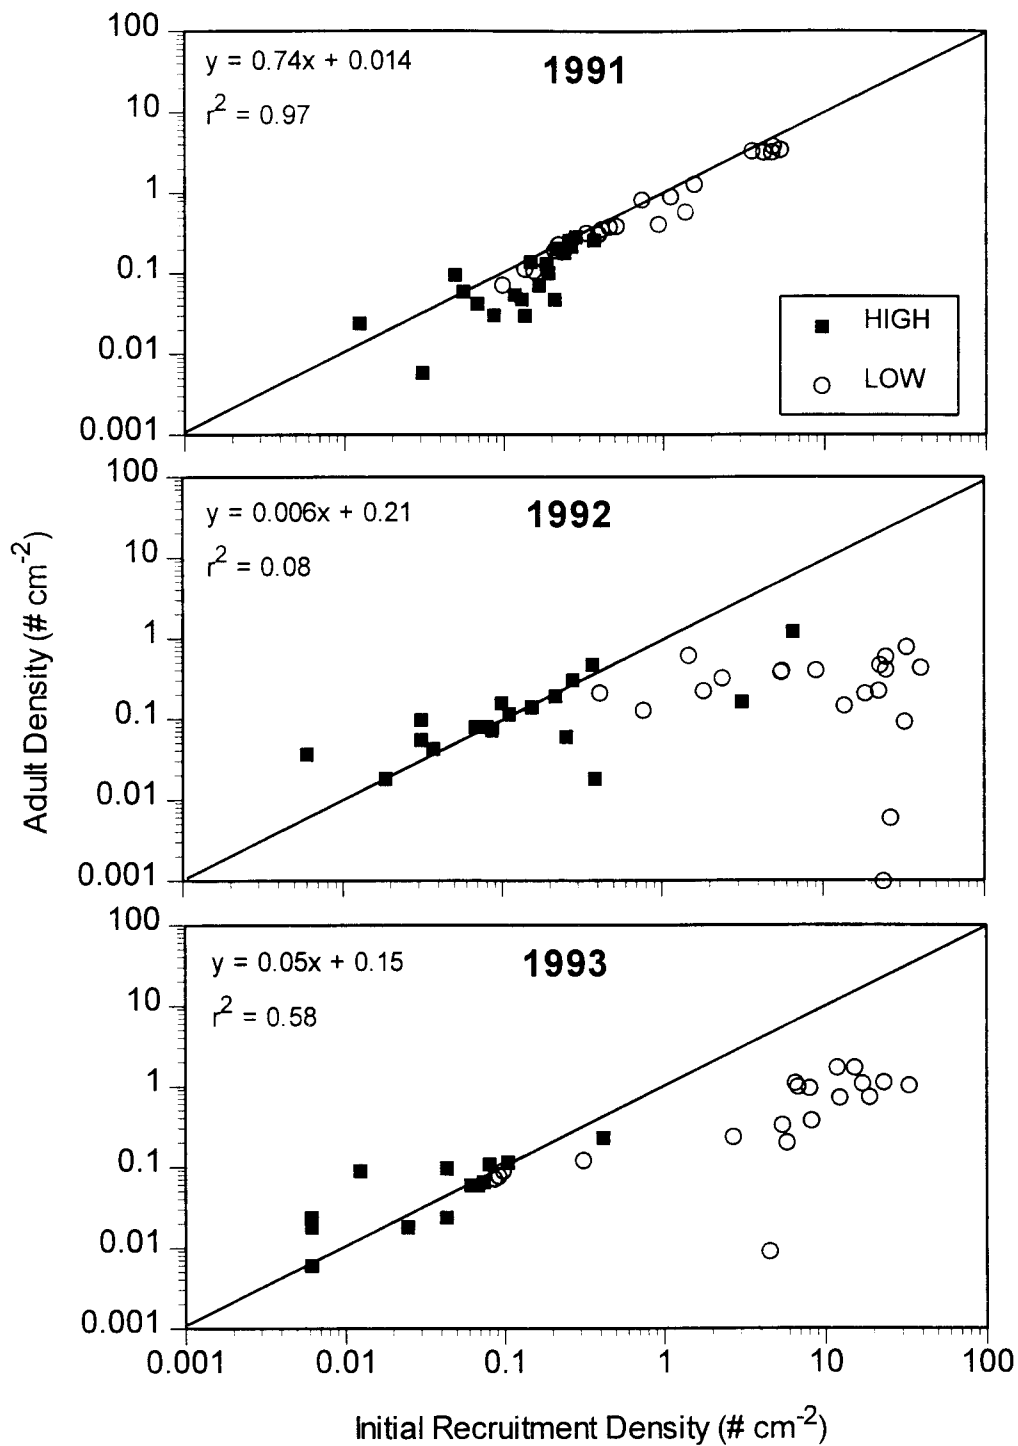 100
y = 0.74x + 0.014
1991
r² = 0.97
10
1
0.1
HIGH
0.01
LOW
0.001
100
y = 0.006x + 0.21
1992
r² = 0.08
10
1
0.1
0.01
0.001
Adult Density (# cm⁻²)
100
y = 0.05x + 0.15
1993
r² = 0.58
10
1
0.1
0.01
0.001
0.001 0.01 0.1 1 10 100
Initial Recruitment Density (# cm⁻²)